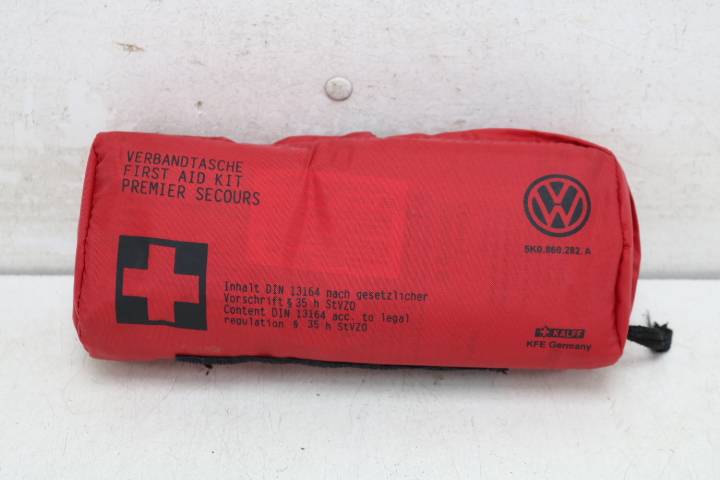 VERBANDTASCHE
FIRST AID KIT
PREMIER SECOURS
VW
5K0.860.282.A
Inhalt DIN 13164 nach gesetzlicher
Vorschrift § 35 h StVZO
Content DIN 13164 acc. to legal
regulation § 35 h StVZO
KALFF
KFE Germany